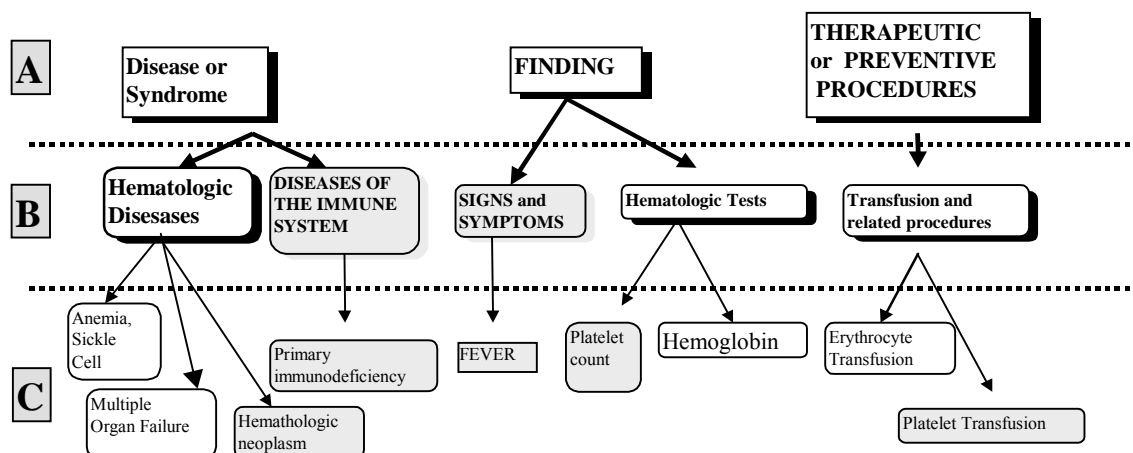 A
Disease or
Syndrome
FINDING
THERAPEUTIC
or PREVENTIVE
PROCEDURES
B
Hematologic
Disesases
DISEASES OF
THE IMMUNE
SYSTEM
SIGNS and
SYMPTOMS
Hematologic Tests
Transfusion and
related procedures
C
Anemia,
Sickle
Cell
Multiple
Organ Failure
Hemathologic
neoplasm
Primary
immunodeficiency
FEVER
Platelet
count
Hemoglobin
Erythrocyte
Transfusion
Platelet Transfusion